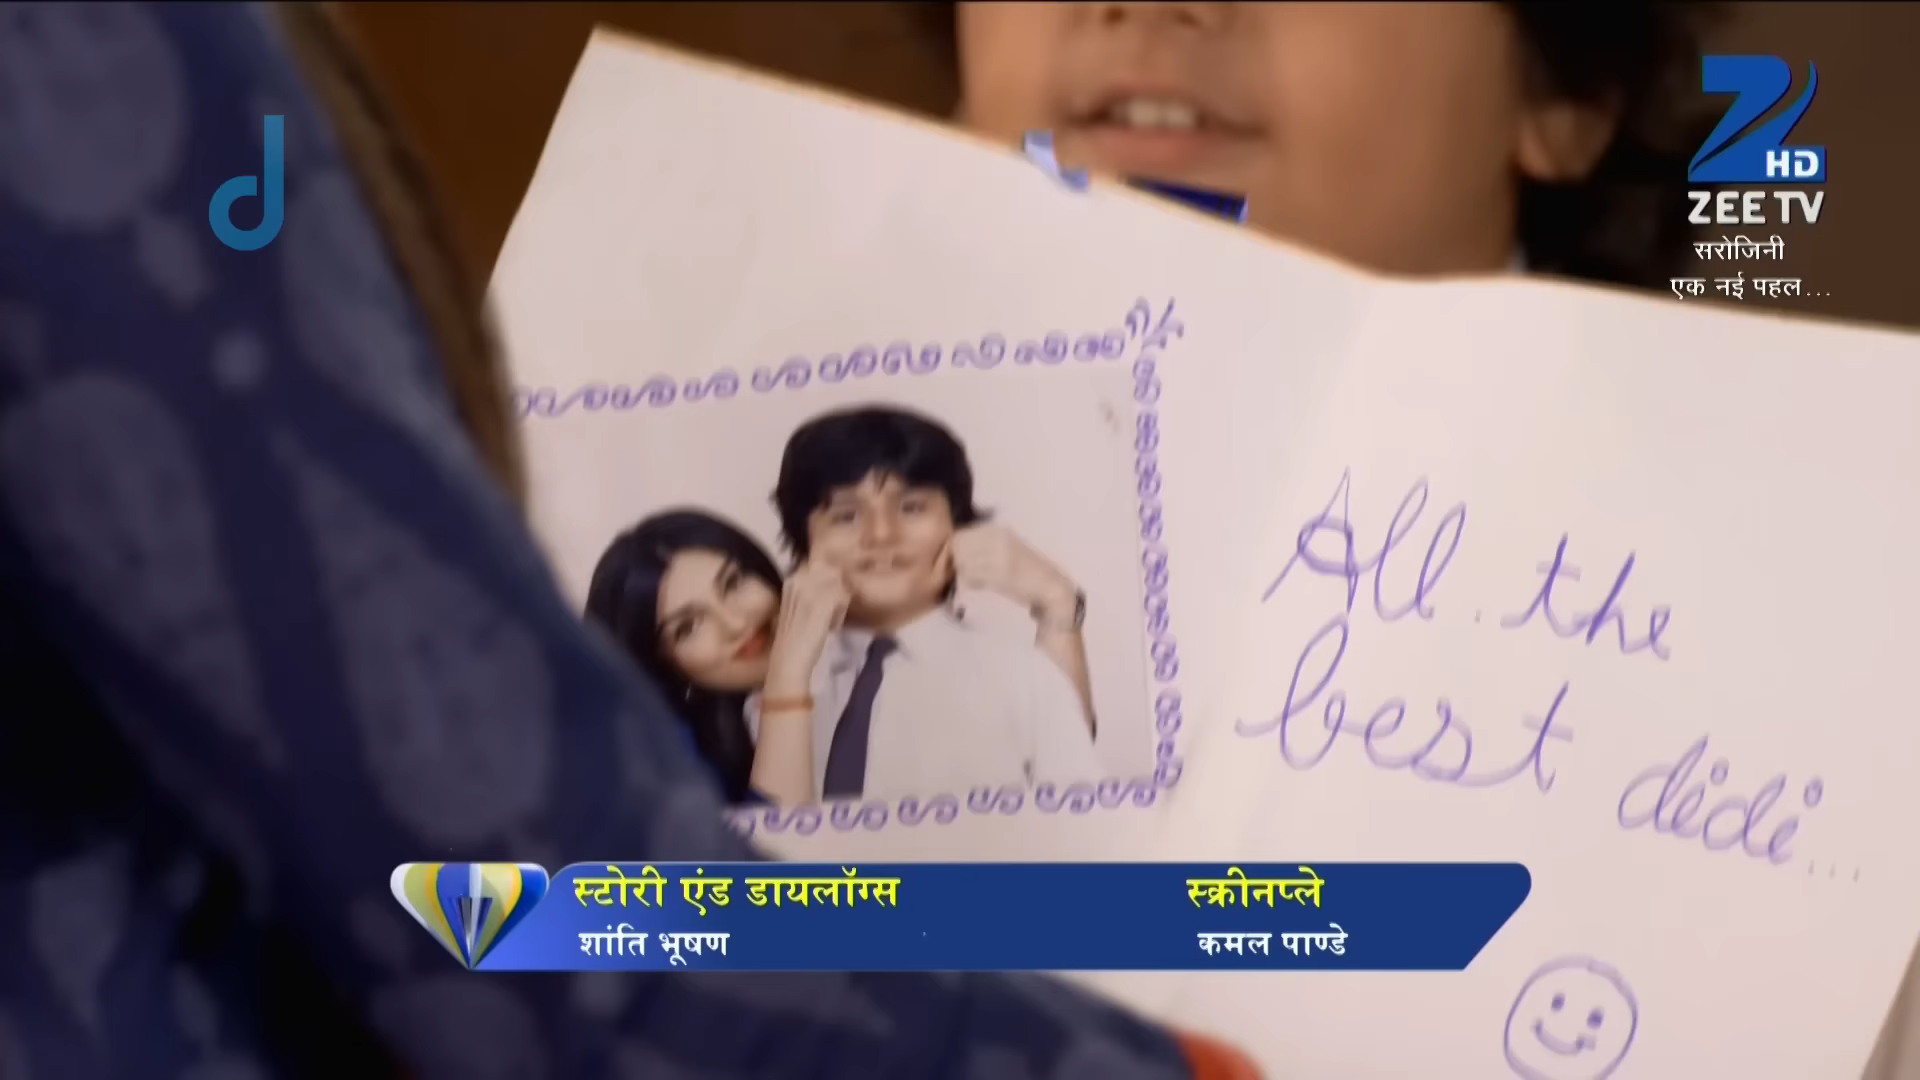 HD
ZEE TV
सरोजिनी
एक नई पहल...
All the
best didi...
स्टोरी एंड डायलॉग्स
शांति भूषण
स्क्रीनप्ले
कमल पाण्डे